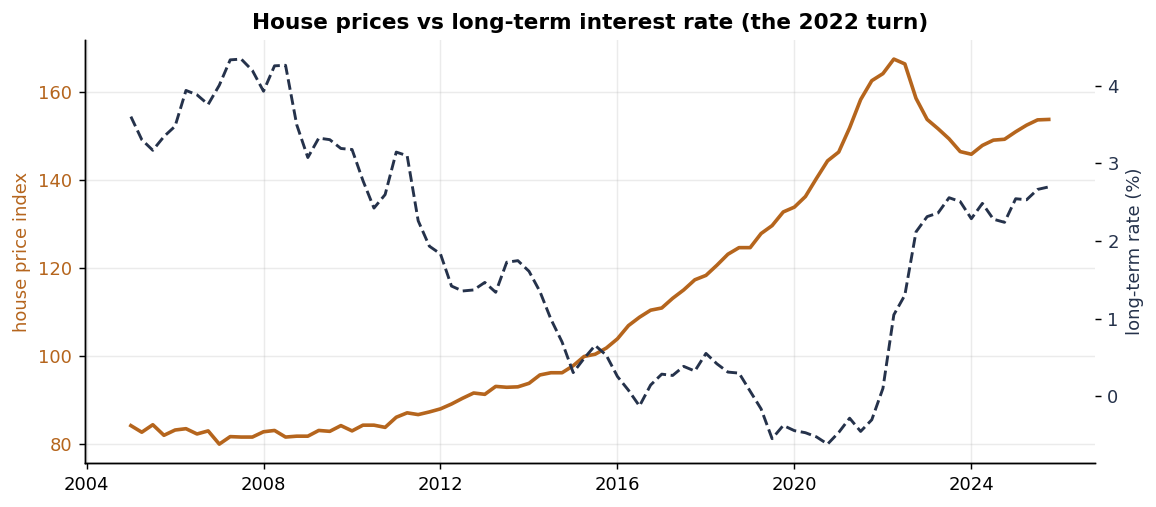 House prices vs long-term interest rate (the 2022 turn)
house price index
160
140
120
100
80
long-term rate (%)
4
3
2
1
0
2004 2008 2012 2016 2020 2024